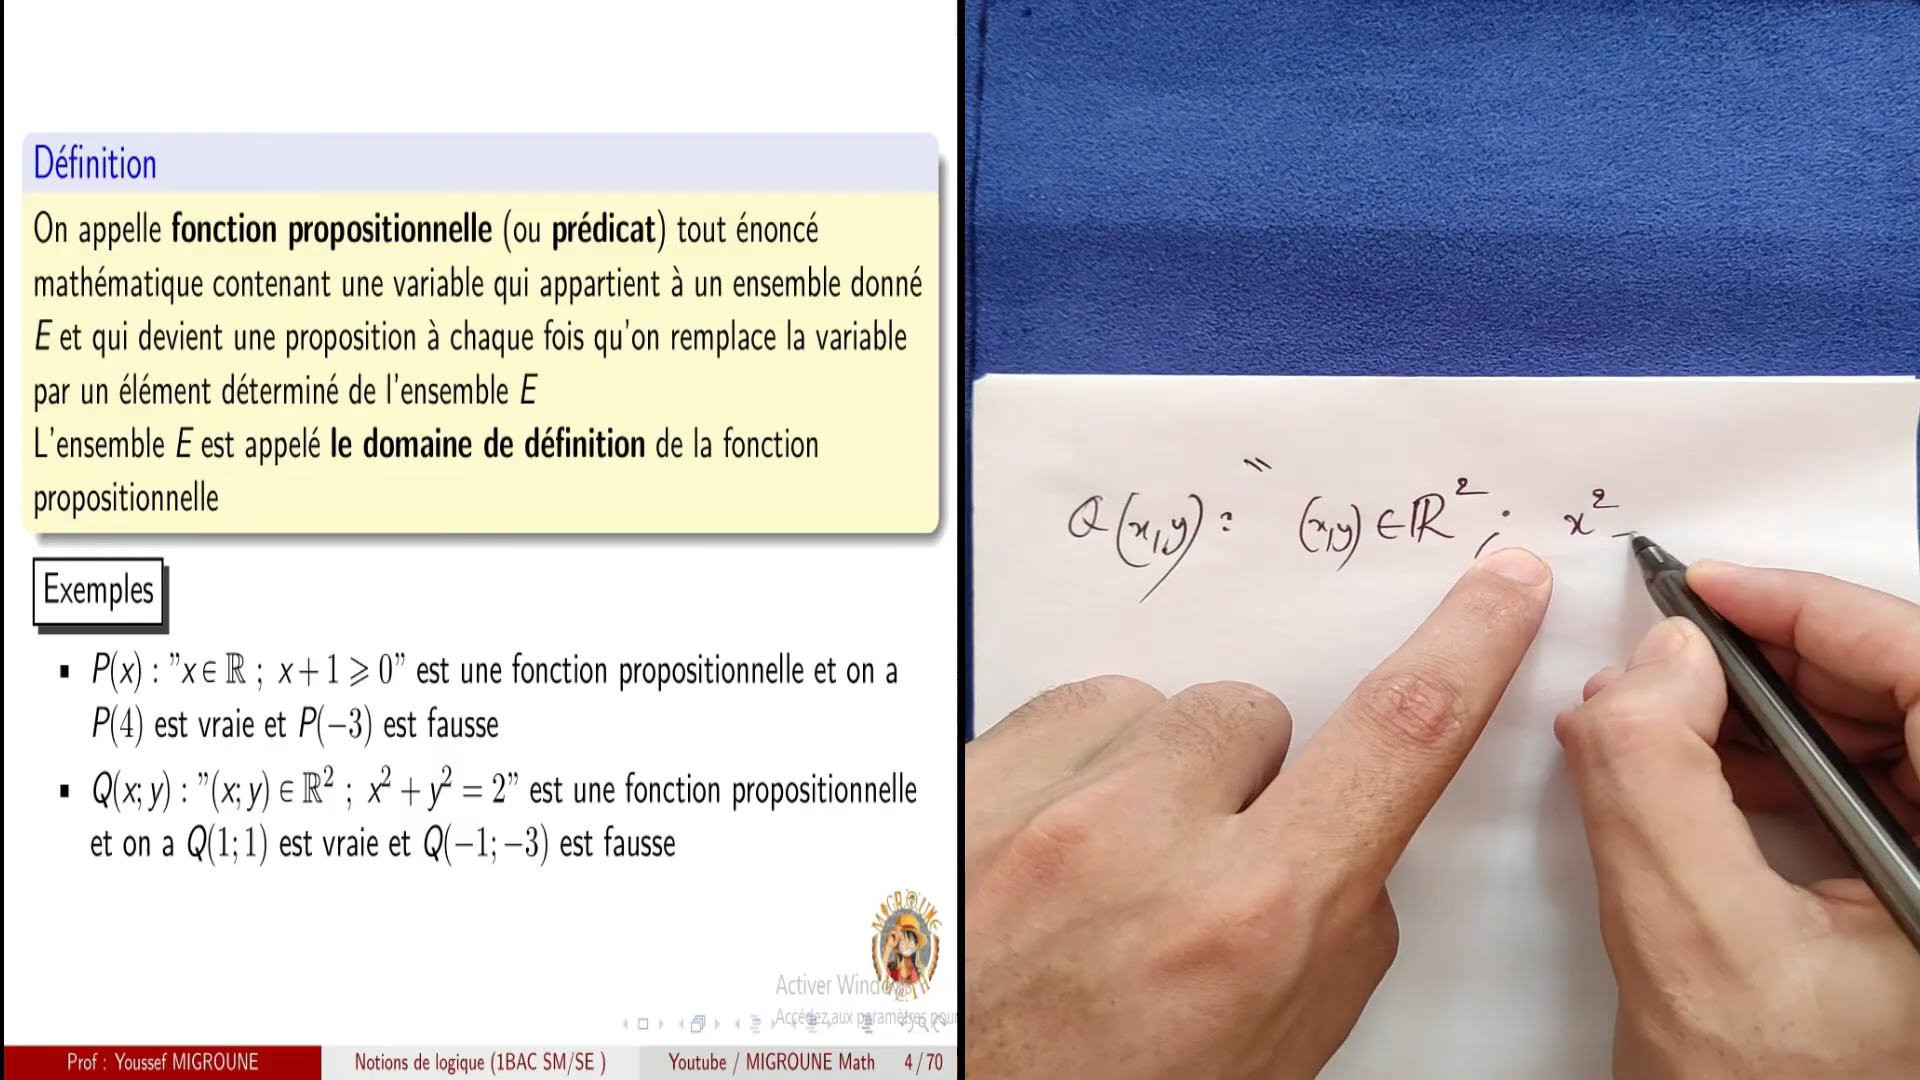 Définition
On appelle fonction propositionnelle (ou prédicat) tout énoncé
mathématique contenant une variable qui appartient à un ensemble donné
E et qui devient une proposition à chaque fois qu'on remplace la variable
par un élément déterminé de l'ensemble E
L'ensemble E est appelé le domaine de définition de la fonction
propositionnelle
Exemples
▪ P(x) : "x ∈ ℝ ; x + 1 ⩾ 0" est une fonction propositionnelle et on a
P(4) est vraie et P(−3) est fausse
▪ Q(x; y) : "(x; y) ∈ ℝ² ; x² + y² = 2" est une fonction propositionnelle
et on a Q(1; 1) est vraie et Q(−1; −3) est fausse
Activer Wind
Accédez aux paramètres pour
Prof : Youssef MIGROUNE
Notions de logique (1BAC SM/SE )
Youtube / MIGROUNE Math
4 / 70
Q(x,y) : " (x,y) ∈ ℝ² ; x²